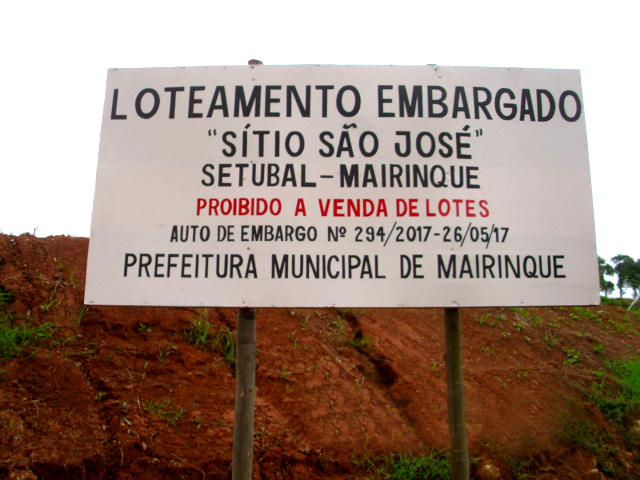 LOTEAMENTO EMBARGADO
"SÍTIO SÃO JOSÉ"
SETUBAL-MAIRINQUE
PROIBIDO A VENDA DE LOTES
AUTO DE EMBARGO Nº 294/2017-26/05/17
PREFEITURA MUNICIPAL DE MAIRINQUE